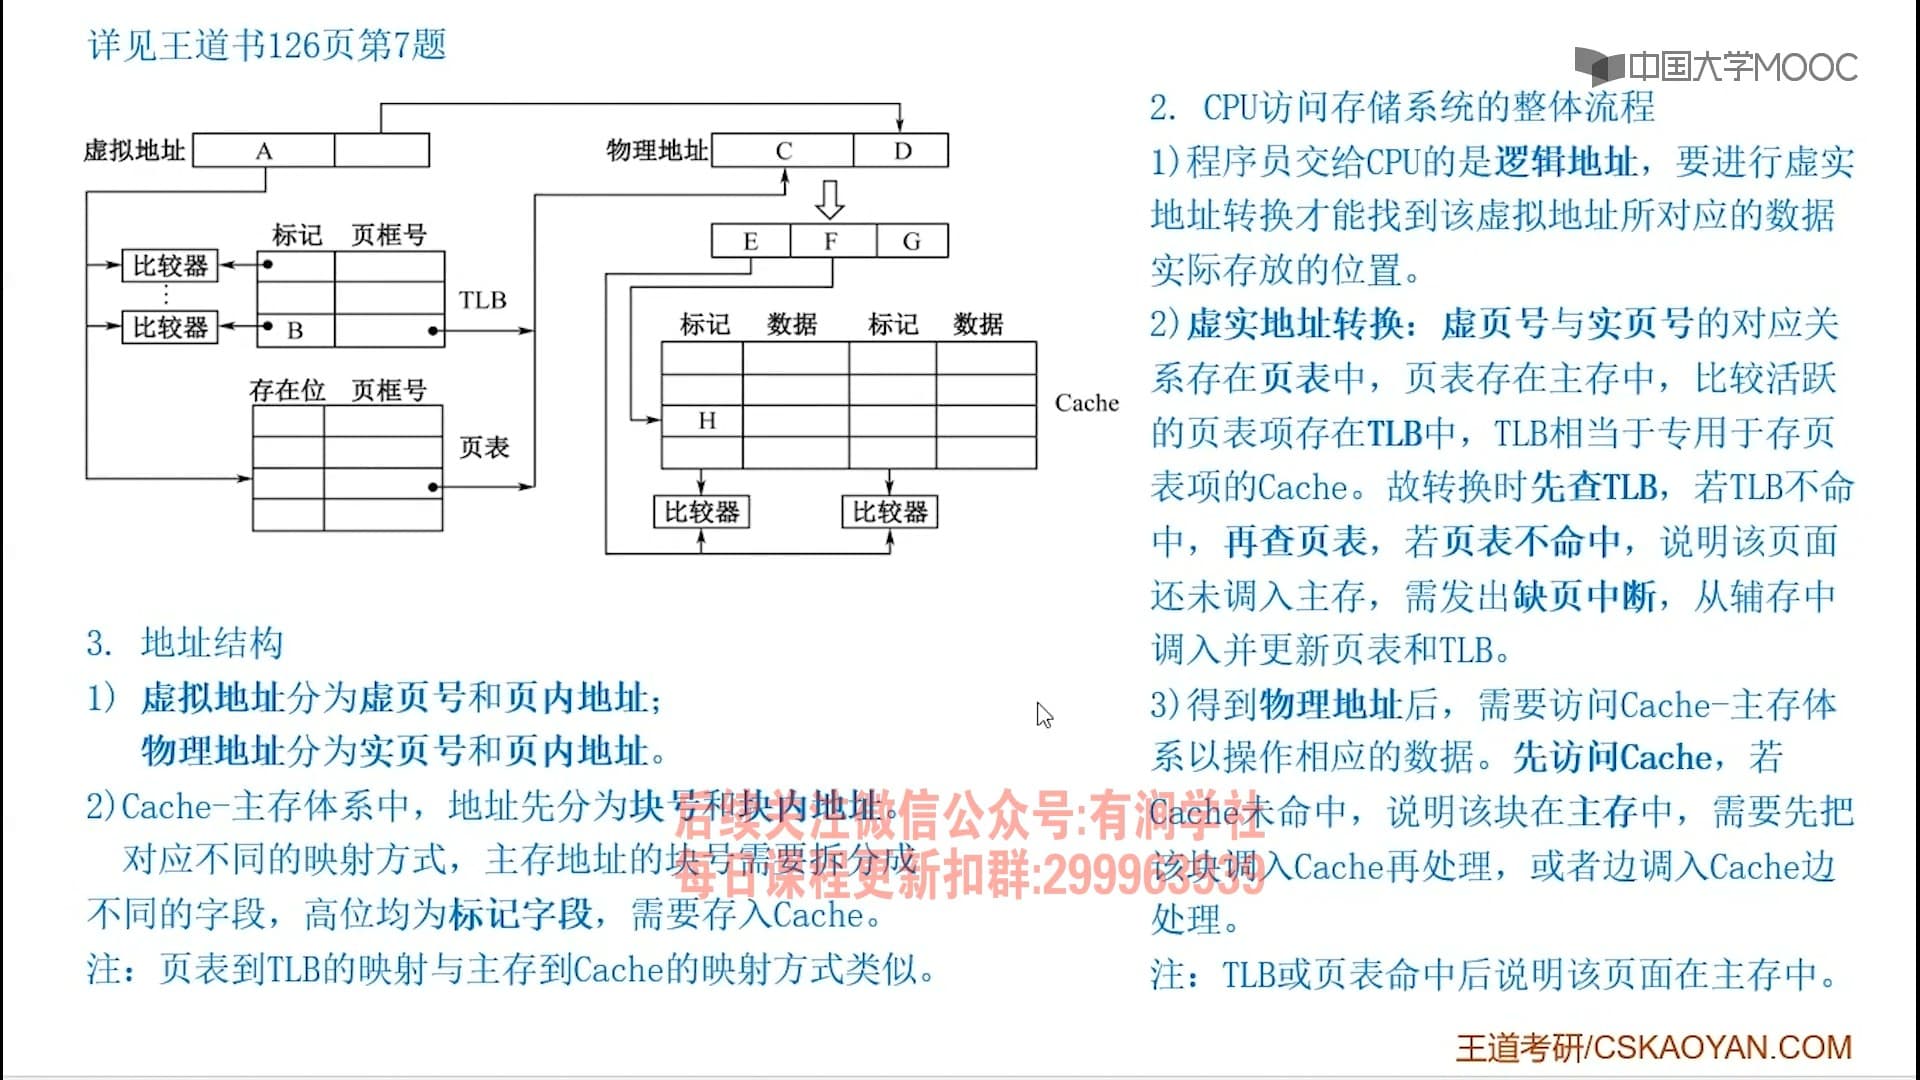 详见王道书126页第7题
中国大学MOOC
虚拟地址 A
物理地址 C D
标记 页框号
比较器
⋮
比较器 B
TLB
存在位 页框号
页表
E F G
标记 数据 标记 数据
H
Cache
比较器 比较器
3. 地址结构
1) 虚拟地址分为虚页号和页内地址;
物理地址分为实页号和页内地址。
2)Cache-主存体系中，地址先分为块号和块内地址。
对应不同的映射方式，主存地址的块号需要拆分成
不同的字段，高位均为标记字段，需要存入Cache。
注：页表到TLB的映射与主存到Cache的映射方式类似。
2. CPU访问存储系统的整体流程
1)程序员交给CPU的是逻辑地址，要进行虚实
地址转换才能找到该虚拟地址所对应的数据
实际存放的位置。
2)虚实地址转换：虚页号与实页号的对应关
系存在页表中，页表存在主存中，比较活跃
的页表项存在TLB中，TLB相当于专用于存页
表项的Cache。故转换时先查TLB，若TLB不命
中，再查页表，若页表不命中，说明该页面
还未调入主存，需发出缺页中断，从辅存中
调入并更新页表和TLB。
3)得到物理地址后，需要访问Cache-主存体
系以操作相应的数据。先访问Cache，若
Cache未命中，说明该块在主存中，需要先把
该块调入Cache再处理，或者边调入Cache边
处理。
注：TLB或页表命中后说明该页面在主存中。
后续关注微信公众号:有润学社
每日课程更新扣群:299963939
王道考研/CSKAOYAN.COM